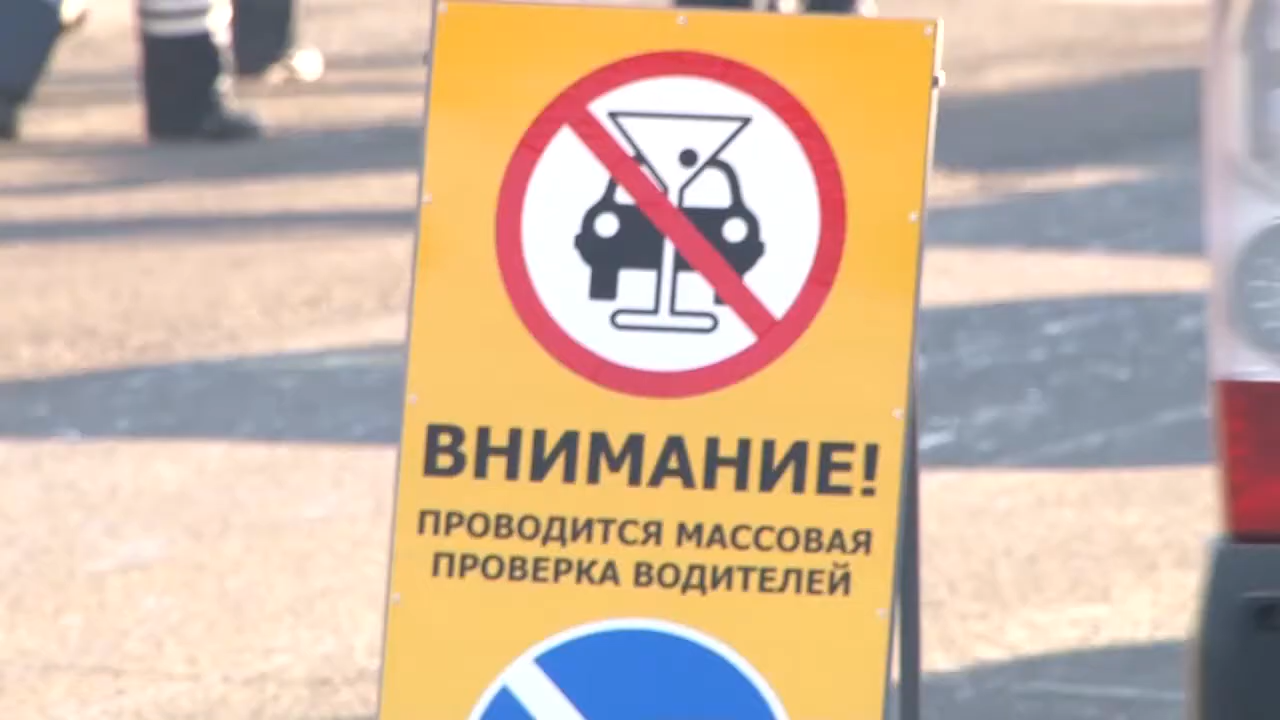 ВНИМАНИЕ!
ПРОВОДИТСЯ МАССОВАЯ
ПРОВЕРКА ВОДИТЕЛЕЙ